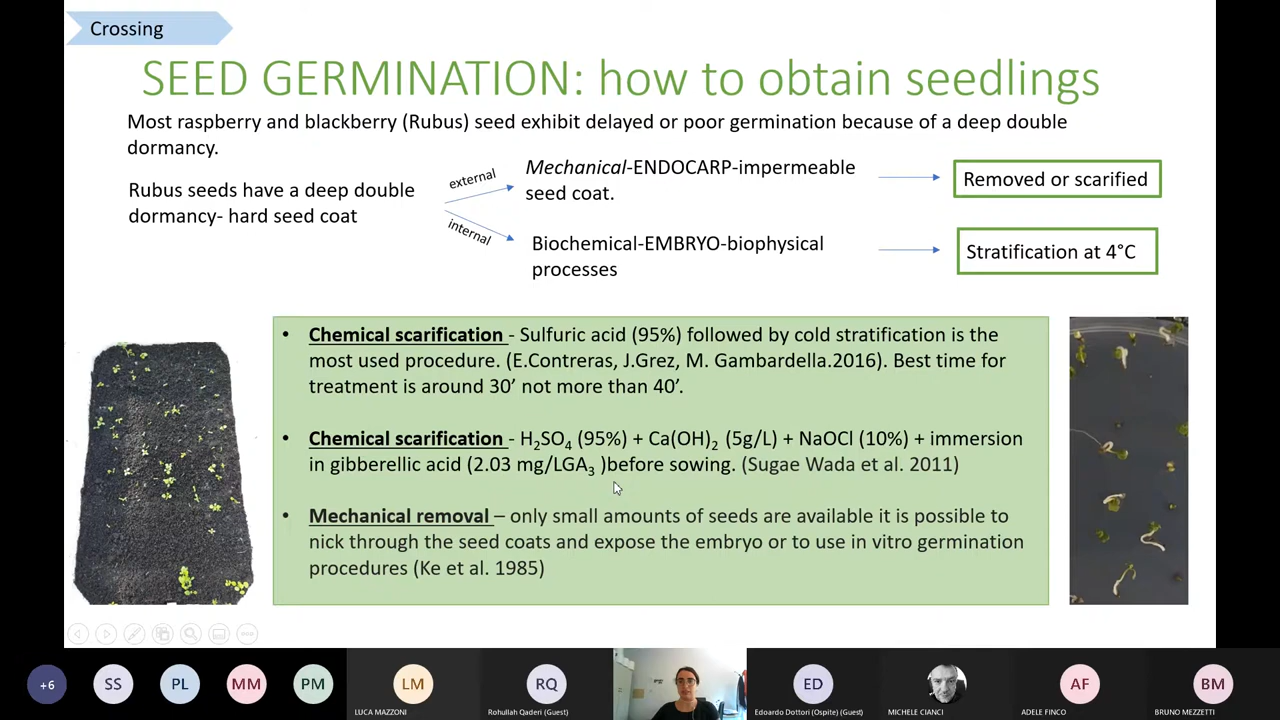 Crossing
SEED GERMINATION: how to obtain seedlings
Most raspberry and blackberry (Rubus) seed exhibit delayed or poor germination because of a deep double
dormancy.
Rubus seeds have a deep double
dormancy- hard seed coat
external
internal
Mechanical-ENDOCARP-impermeable
seed coat.
Removed or scarified
Biochemical-EMBRYO-biophysical
processes
Stratification at 4°C
• Chemical scarification - Sulfuric acid (95%) followed by cold stratification is the
most used procedure. (E.Contreras, J.Grez, M. Gambardella.2016). Best time for
treatment is around 30’ not more than 40’.
• Chemical scarification - H₂SO₄ (95%) + Ca(OH)₂ (5g/L) + NaOCl (10%) + immersion
in gibberellic acid (2.03 mg/LGA₃ )before sowing. (Sugae Wada et al. 2011)
• Mechanical removal – only small amounts of seeds are available it is possible to
nick through the seed coats and expose the embryo or to use in vitro germination
procedures (Ke et al. 1985)
+6
SS
PL
MM
PM
LM
LUCA MAZZONI
RQ
Rohullah Qaderi (Guest)
ED
Edoardo Dottori (Ospite) (Guest)
MICHELE CIANCI
AF
ADELE FINCO
BM
BRUNO MEZZETTI